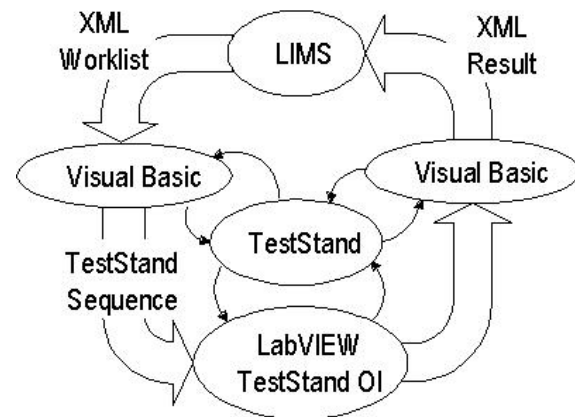 XML
Worklist
LIMS
XML
Result
Visual Basic
Visual Basic
TestStand
TestStand
Sequence
LabVIEW
TestStand OI